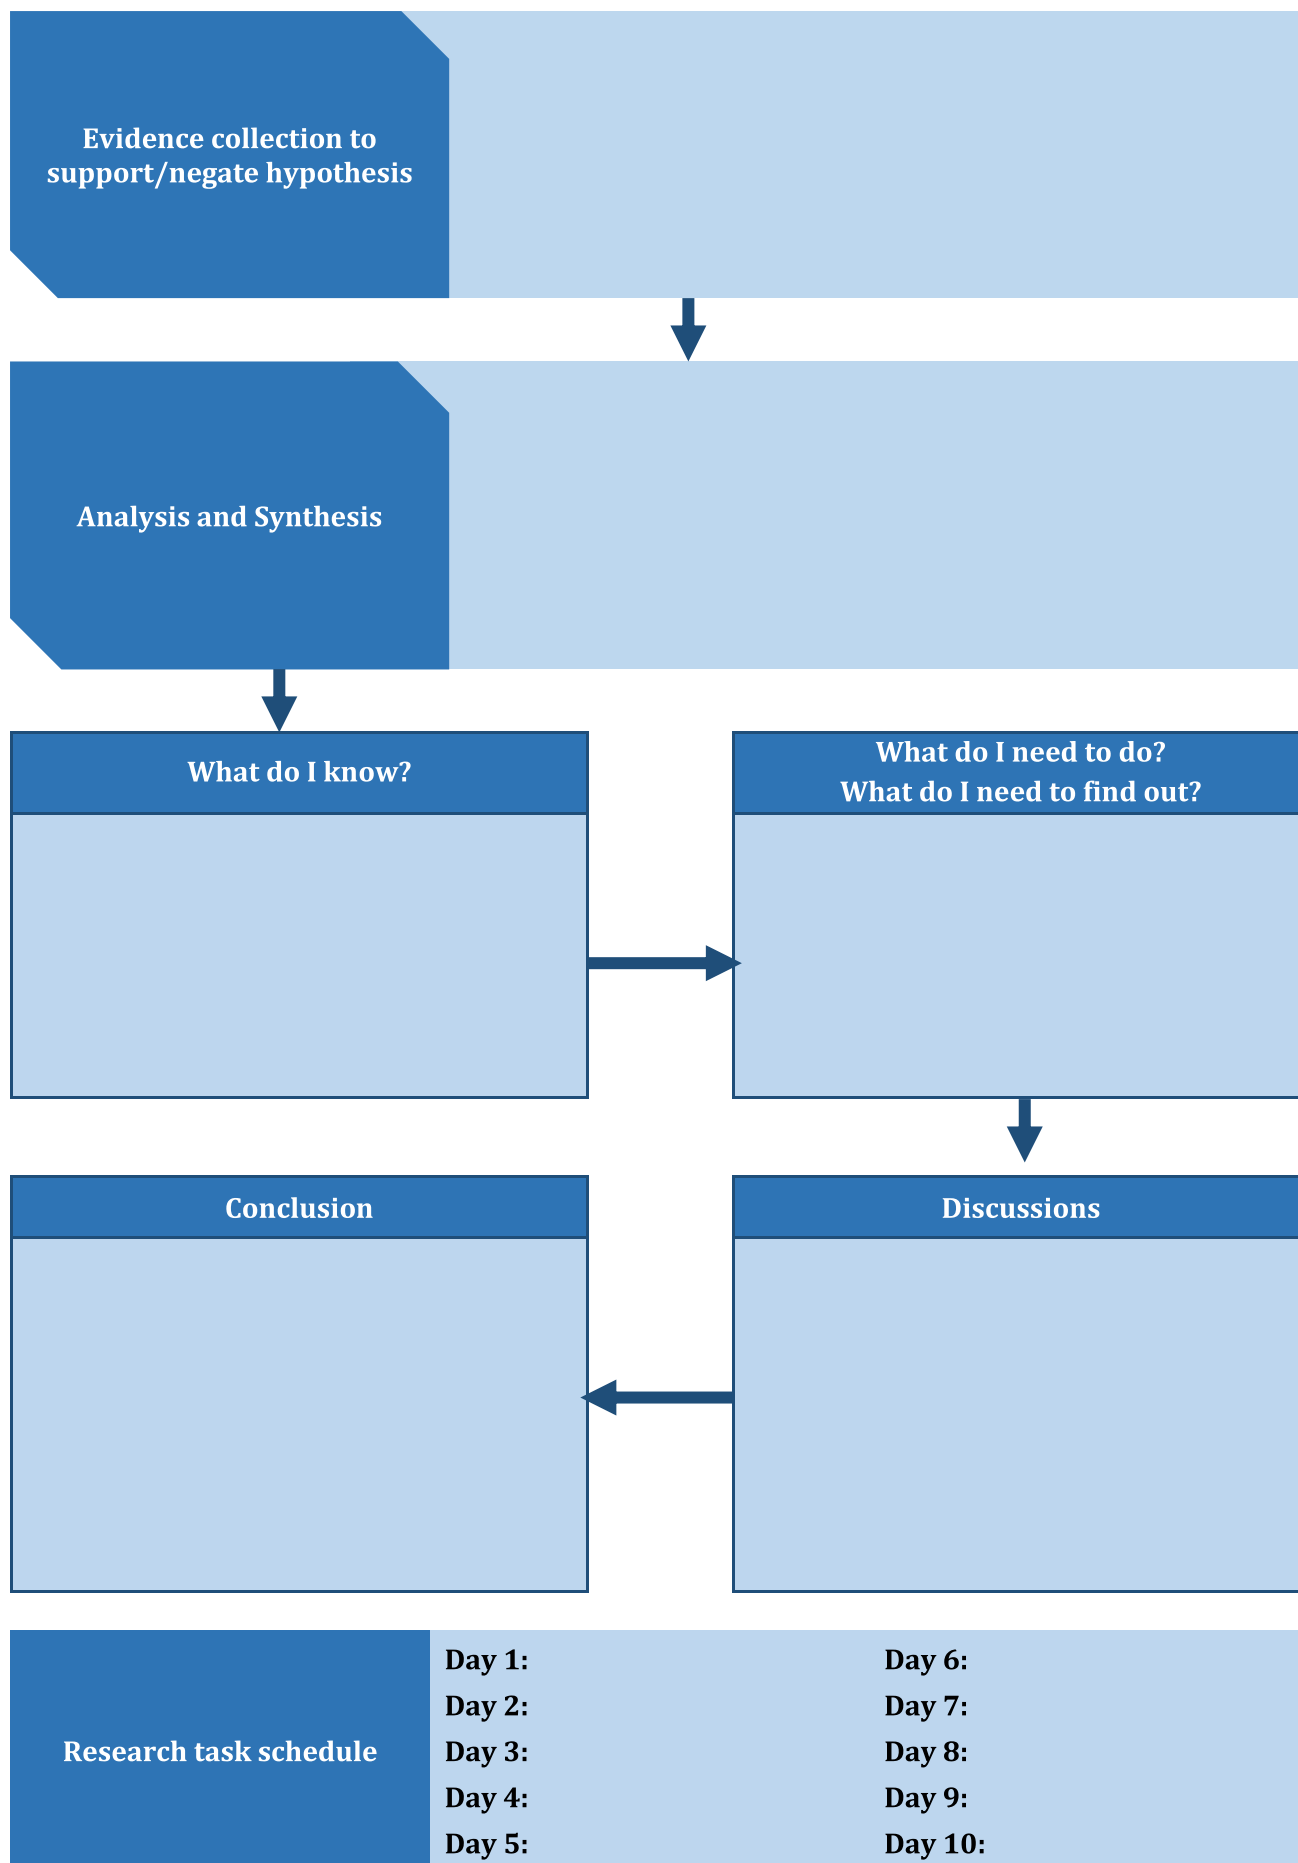 Evidence collection to
support/negate hypothesis
Analysis and Synthesis
What do I know?
What do I need to do?
What do I need to find out?
Conclusion
Discussions
Research task schedule
Day 1:
Day 2:
Day 3:
Day 4:
Day 5:
Day 6:
Day 7:
Day 8:
Day 9:
Day 10: